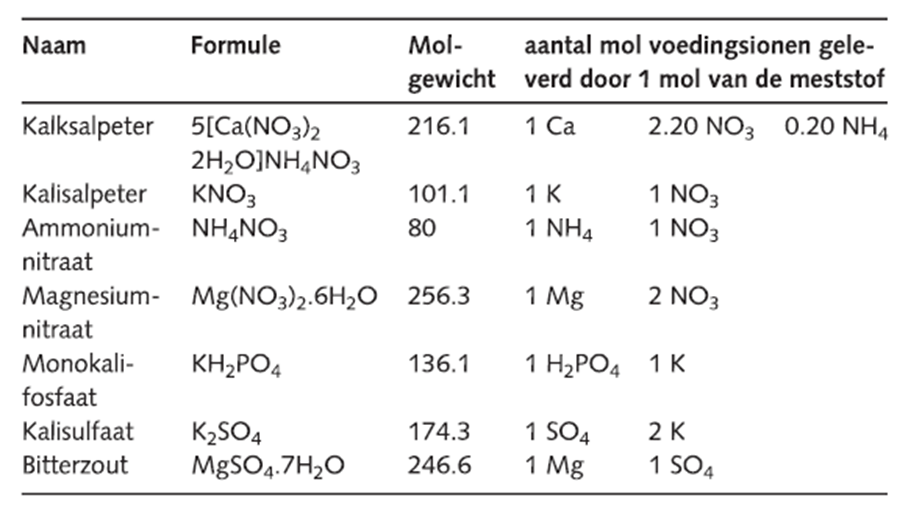 Naam Formule Mol- aantal mol voedingsionen gele-
gewicht verd door 1 mol van de meststof
Kalksalpeter 5[Ca(NO₃)₂ 216.1 1 Ca 2.20 NO₃ 0.20 NH₄
2H₂O]NH₄NO₃
Kalisalpeter KNO₃ 101.1 1 K 1 NO₃
Ammonium- NH₄NO₃ 80 1 NH₄ 1 NO₃
nitraat
Magnesium- Mg(NO₃)₂.6H₂O 256.3 1 Mg 2 NO₃
nitraat
Monokali- KH₂PO₄ 136.1 1 H₂PO₄ 1 K
fosfaat
Kalisulfaat K₂SO₄ 174.3 1 SO₄ 2 K
Bitterzout MgSO₄.7H₂O 246.6 1 Mg 1 SO₄